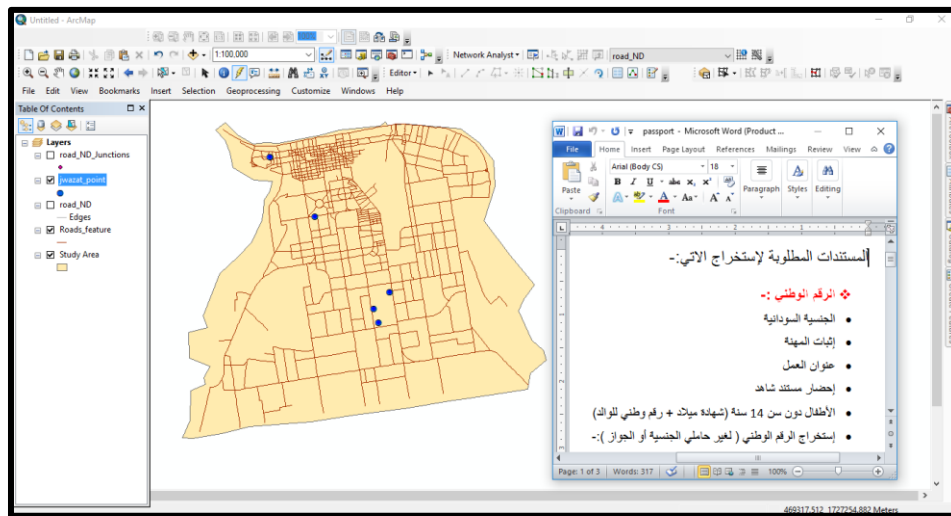 Untitled - ArcMap
1:100,000
Network Analyst
road_ND
Editor
File Edit View Bookmarks Insert Selection Geoprocessing Customize Windows Help
Table Of Contents
Layers
road_ND_Junctions
jwazat_point
road_ND
Edges
Roads_feature
Study Area
passport - Microsoft Word (Product ...
File Home Insert Page Layout References Mailings Review View
Arial (Body CS) 18
Paste
Paragraph Styles Editing
Clipboard Font
المستندات المطلوبة لإستخراج الاتي:-
❖ الرقم الوطني :-
• الجنسية السودانية
• إثبات المهنة
• عنوان العمل
• إحضار مستند شاهد
• الأطفال دون سن 14 سنة (شهادة ميلاد + رقم وطني للوالد)
• إستخراج الرقم الوطني ( لغير حاملي الجنسية أو الجواز ):-
Page: 1 of 3 Words: 317 100%
469317.512 1727254.882 Meters